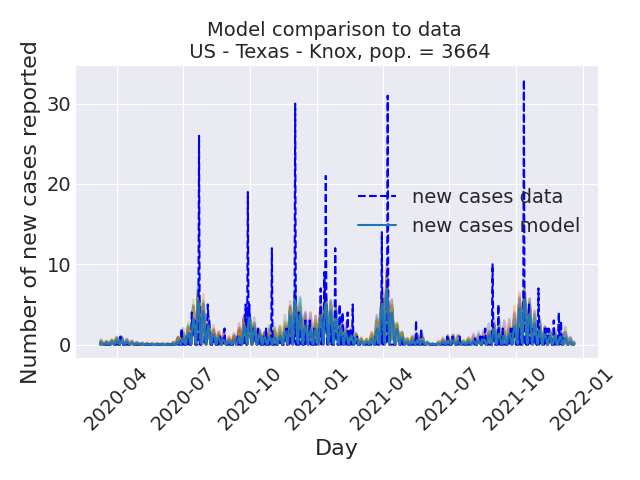 Model comparison to data
US - Texas - Knox, pop. = 3664
Number of new cases reported
30
20
10
0
new cases data
new cases model
2020-04
2020-07
2020-10
2021-01
2021-04
2021-07
2021-10
2022-01
Day